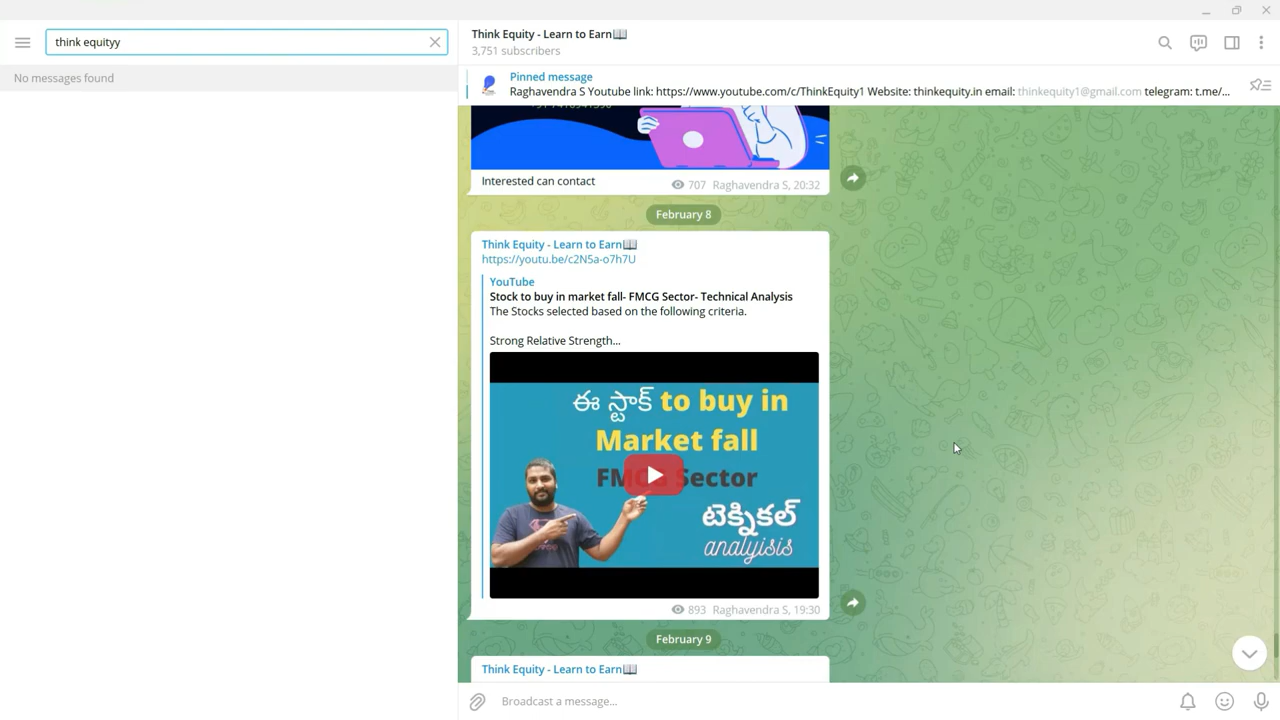 think equityy
No messages found
Think Equity - Learn to Earn📖
3,751 subscribers
Pinned message
Raghavendra S Youtube link: https://www.youtube.com/c/ThinkEquity1 Website: thinkequity.in email: thinkequity1@gmail.com telegram: t.me/...
Interested can contact
707 Raghavendra S, 20:32
February 8
Think Equity - Learn to Earn📖
https://youtu.be/c2N5a-o7h7U
YouTube
Stock to buy in market fall- FMCG Sector- Technical Analysis
The Stocks selected based on the following criteria.
Strong Relative Strength...
ఈ స్టాక్ to buy in
Market fall
FMCG Sector
టెక్నికల్
analyisis
893 Raghavendra S, 19:30
February 9
Think Equity - Learn to Earn📖
Broadcast a message...